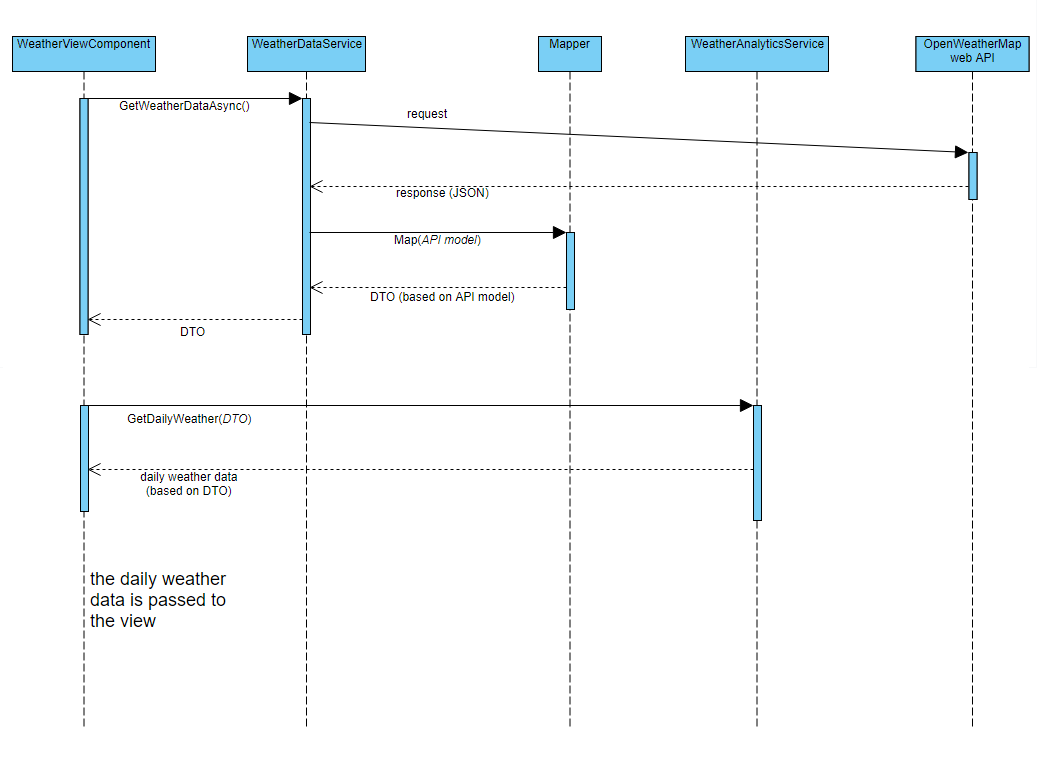 WeatherViewComponent
WeatherDataService
Mapper
WeatherAnalyticsService
OpenWeatherMap
web API
GetWeatherDataAsync()
request
response (JSON)
Map(API model)
DTO (based on API model)
DTO
GetDailyWeather(DTO)
daily weather data
(based on DTO)
the daily weather
data is passed to
the view